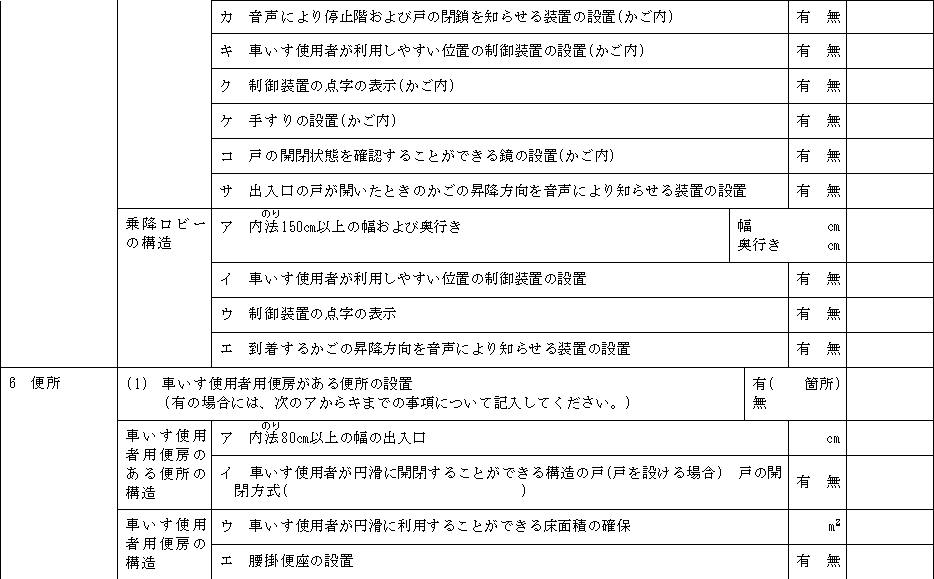 カ　音声により停止階および戸の閉鎖を知らせる装置の設置(かご内)　有　無
キ　車いす使用者が利用しやすい位置の制御装置の設置(かご内)　有　無
ク　制御装置の点字の表示(かご内)　有　無
ケ　手すりの設置(かご内)　有　無
コ　戸の開閉状態を確認することができる鏡の設置(かご内)　有　無
サ　出入口の戸が開いたときのかごの昇降方向を音声により知らせる装置の設置　有　無
乗降ロビー
の構造
のり
ア　内法150㎝以上の幅および奥行き
幅　㎝
奥行き　㎝
イ　車いす使用者が利用しやすい位置の制御装置の設置　有　無
ウ　制御装置の点字の表示　有　無
エ　到着するかごの昇降方向を音声により知らせる装置の設置　有　無
6　便所
(1)　車いす使用者用便房がある便所の設置
(有の場合には、次のアからキまでの事項について記入してください。)
有(　　箇所)
無
車いす使用
者用便房の
ある便所の
構造
のり
ア　内法80㎝以上の幅の出入口　㎝
イ　車いす使用者が円滑に開閉することができる構造の戸(戸を設ける場合)　戸の開
閉方式(　　　　　　　　　　　　　　　)
有　無
車いす使用
者用便房の
構造
ウ　車いす使用者が円滑に利用することができる床面積の確保　㎡
エ　腰掛便座の設置　有　無